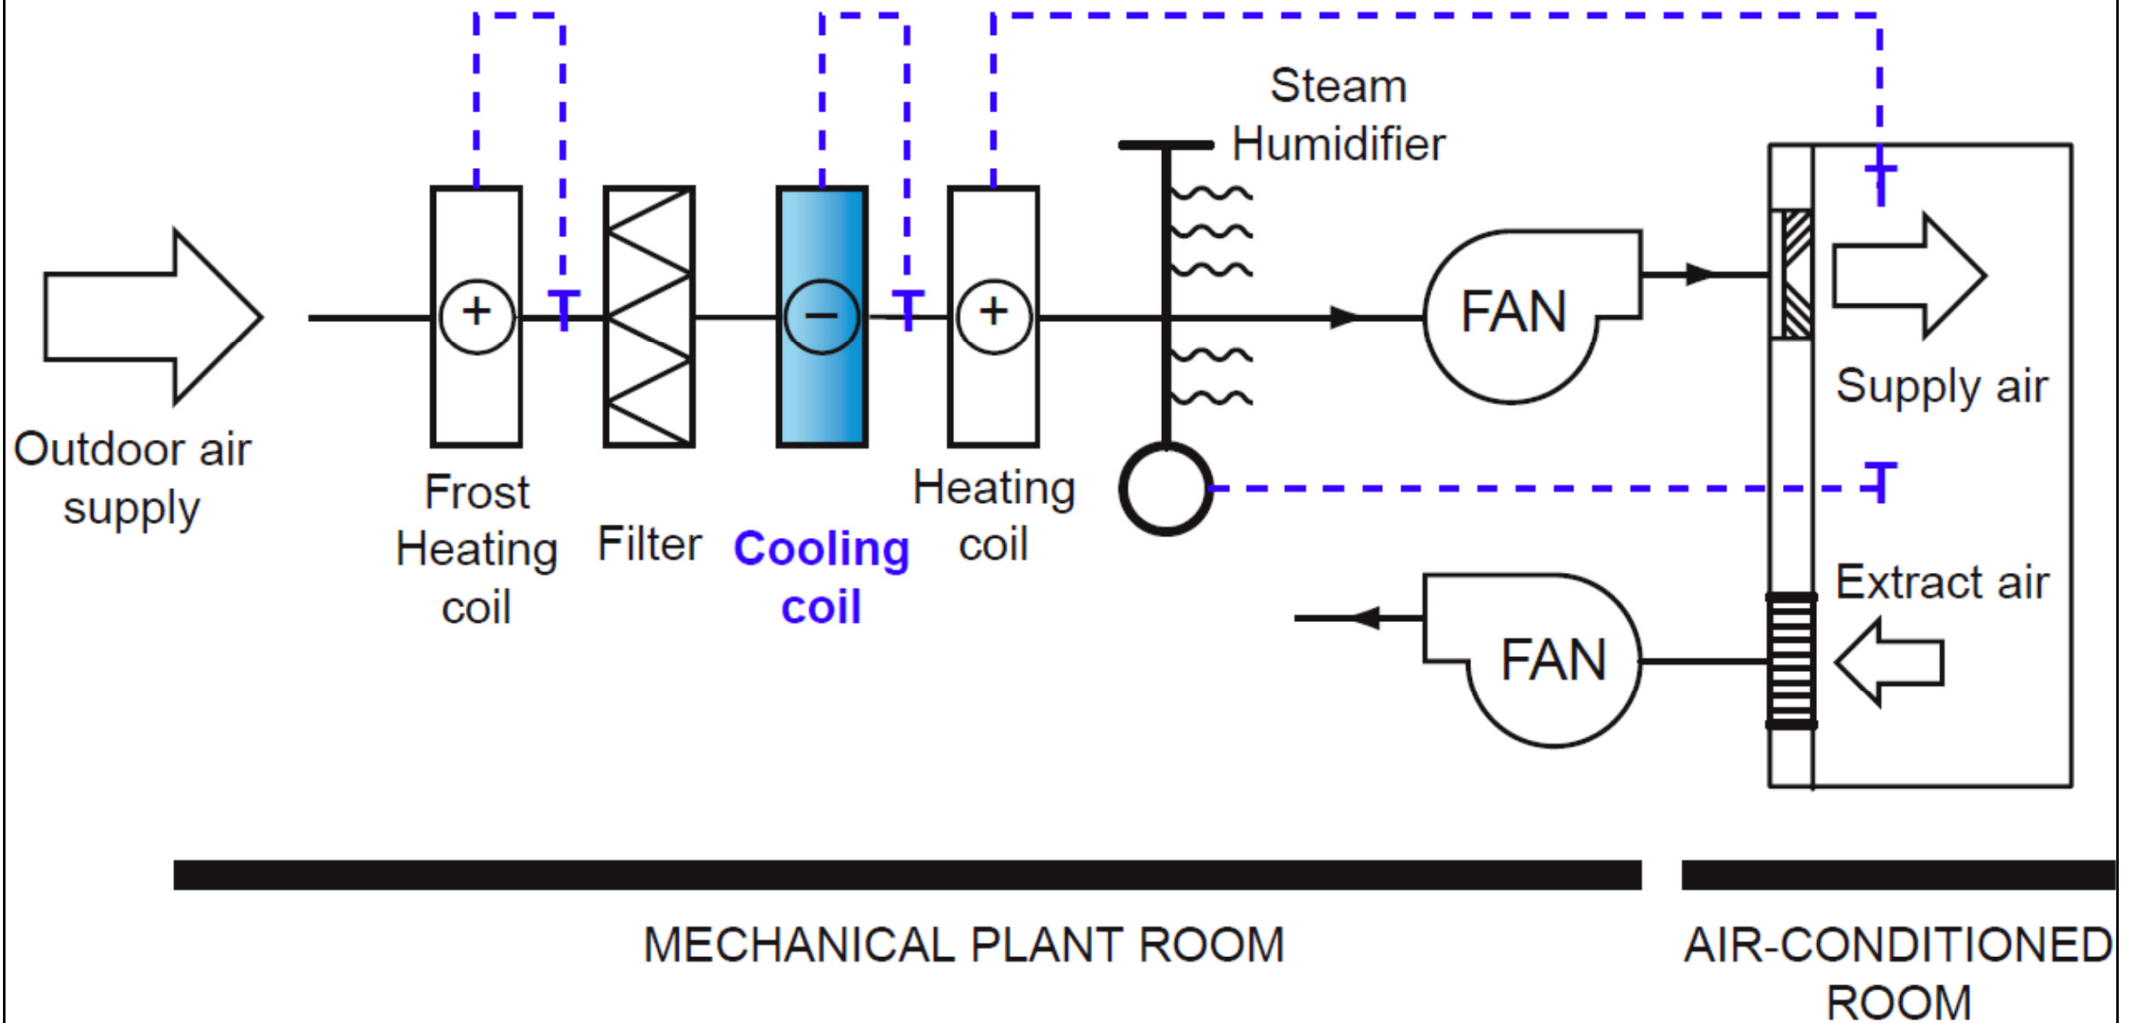 Steam
Humidifier
+
T
−
T
+
T
FAN
Supply air
Outdoor air
supply
Frost
Heating
coil
Filter
Cooling
coil
Heating
coil
T
Extract air
FAN
MECHANICAL PLANT ROOM
AIR-CONDITIONED
ROOM